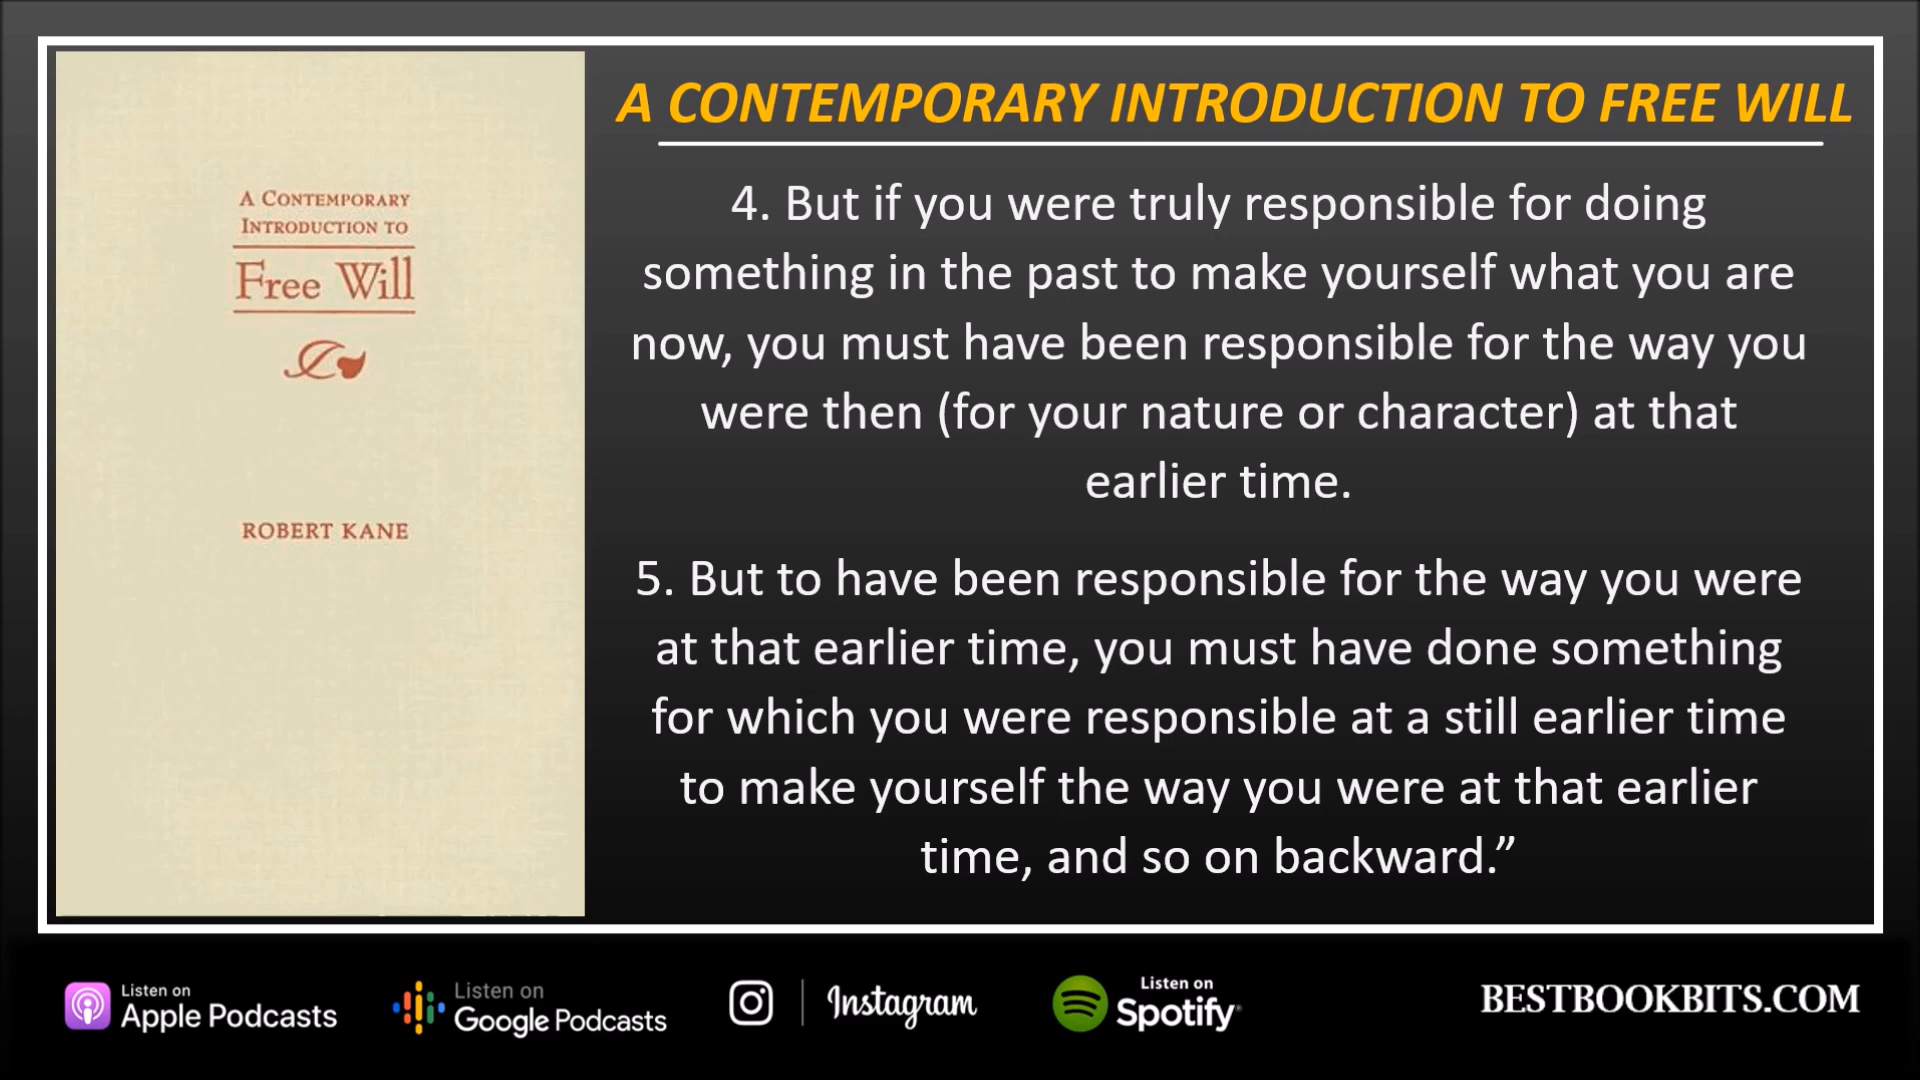 A CONTEMPORARY
INTRODUCTION TO
Free Will
ROBERT KANE
A CONTEMPORARY INTRODUCTION TO FREE WILL
4. But if you were truly responsible for doing
something in the past to make yourself what you are
now, you must have been responsible for the way you
were then (for your nature or character) at that
earlier time.
5. But to have been responsible for the way you were
at that earlier time, you must have done something
for which you were responsible at a still earlier time
to make yourself the way you were at that earlier
time, and so on backward.”
Listen on
Apple Podcasts
Listen on
Google Podcasts
Instagram
Listen on
Spotify
BESTBOOKBITS.COM